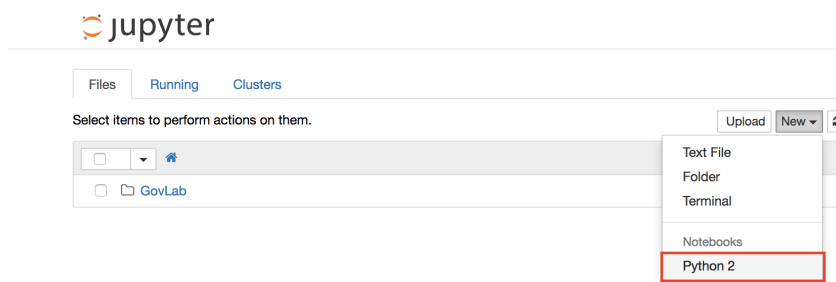 jupyter
Files Running Clusters
Select items to perform actions on them.
Upload New
Text File
GovLab
Folder
Terminal
Notebooks
Python 2